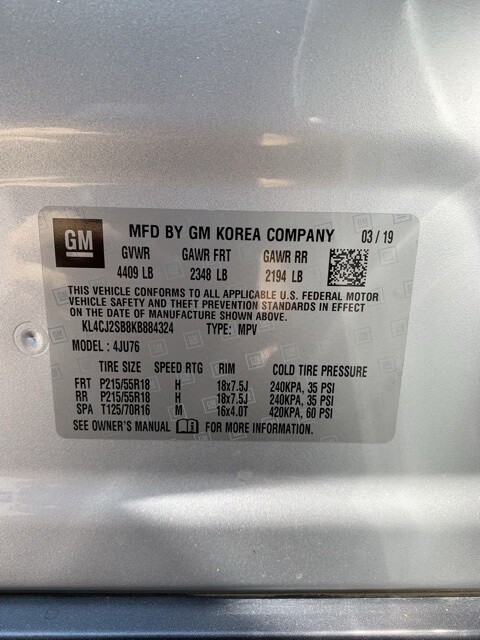 GM MFD BY GM KOREA COMPANY 03 / 19
GVWR GAWR FRT GAWR RR
4409 LB 2348 LB 2194 LB
THIS VEHICLE CONFORMS TO ALL APPLICABLE U.S. FEDERAL MOTOR
VEHICLE SAFETY AND THEFT PREVENTION STANDARDS IN EFFECT
ON THE DATE OF MANUFACTURE SHOWN ABOVE.
KL4CJ2SB8KB884324 TYPE: MPV
MODEL: 4JU76
TIRE SIZE SPEED RTG RIM COLD TIRE PRESSURE
FRT P215/55R18 H 18x7.5J 240KPA, 35 PSI
RR P215/55R18 H 18x7.5J 240KPA, 35 PSI
SPA T125/70R16 M 16x4.0T 420KPA, 60 PSI
SEE OWNER'S MANUAL FOR MORE INFORMATION.